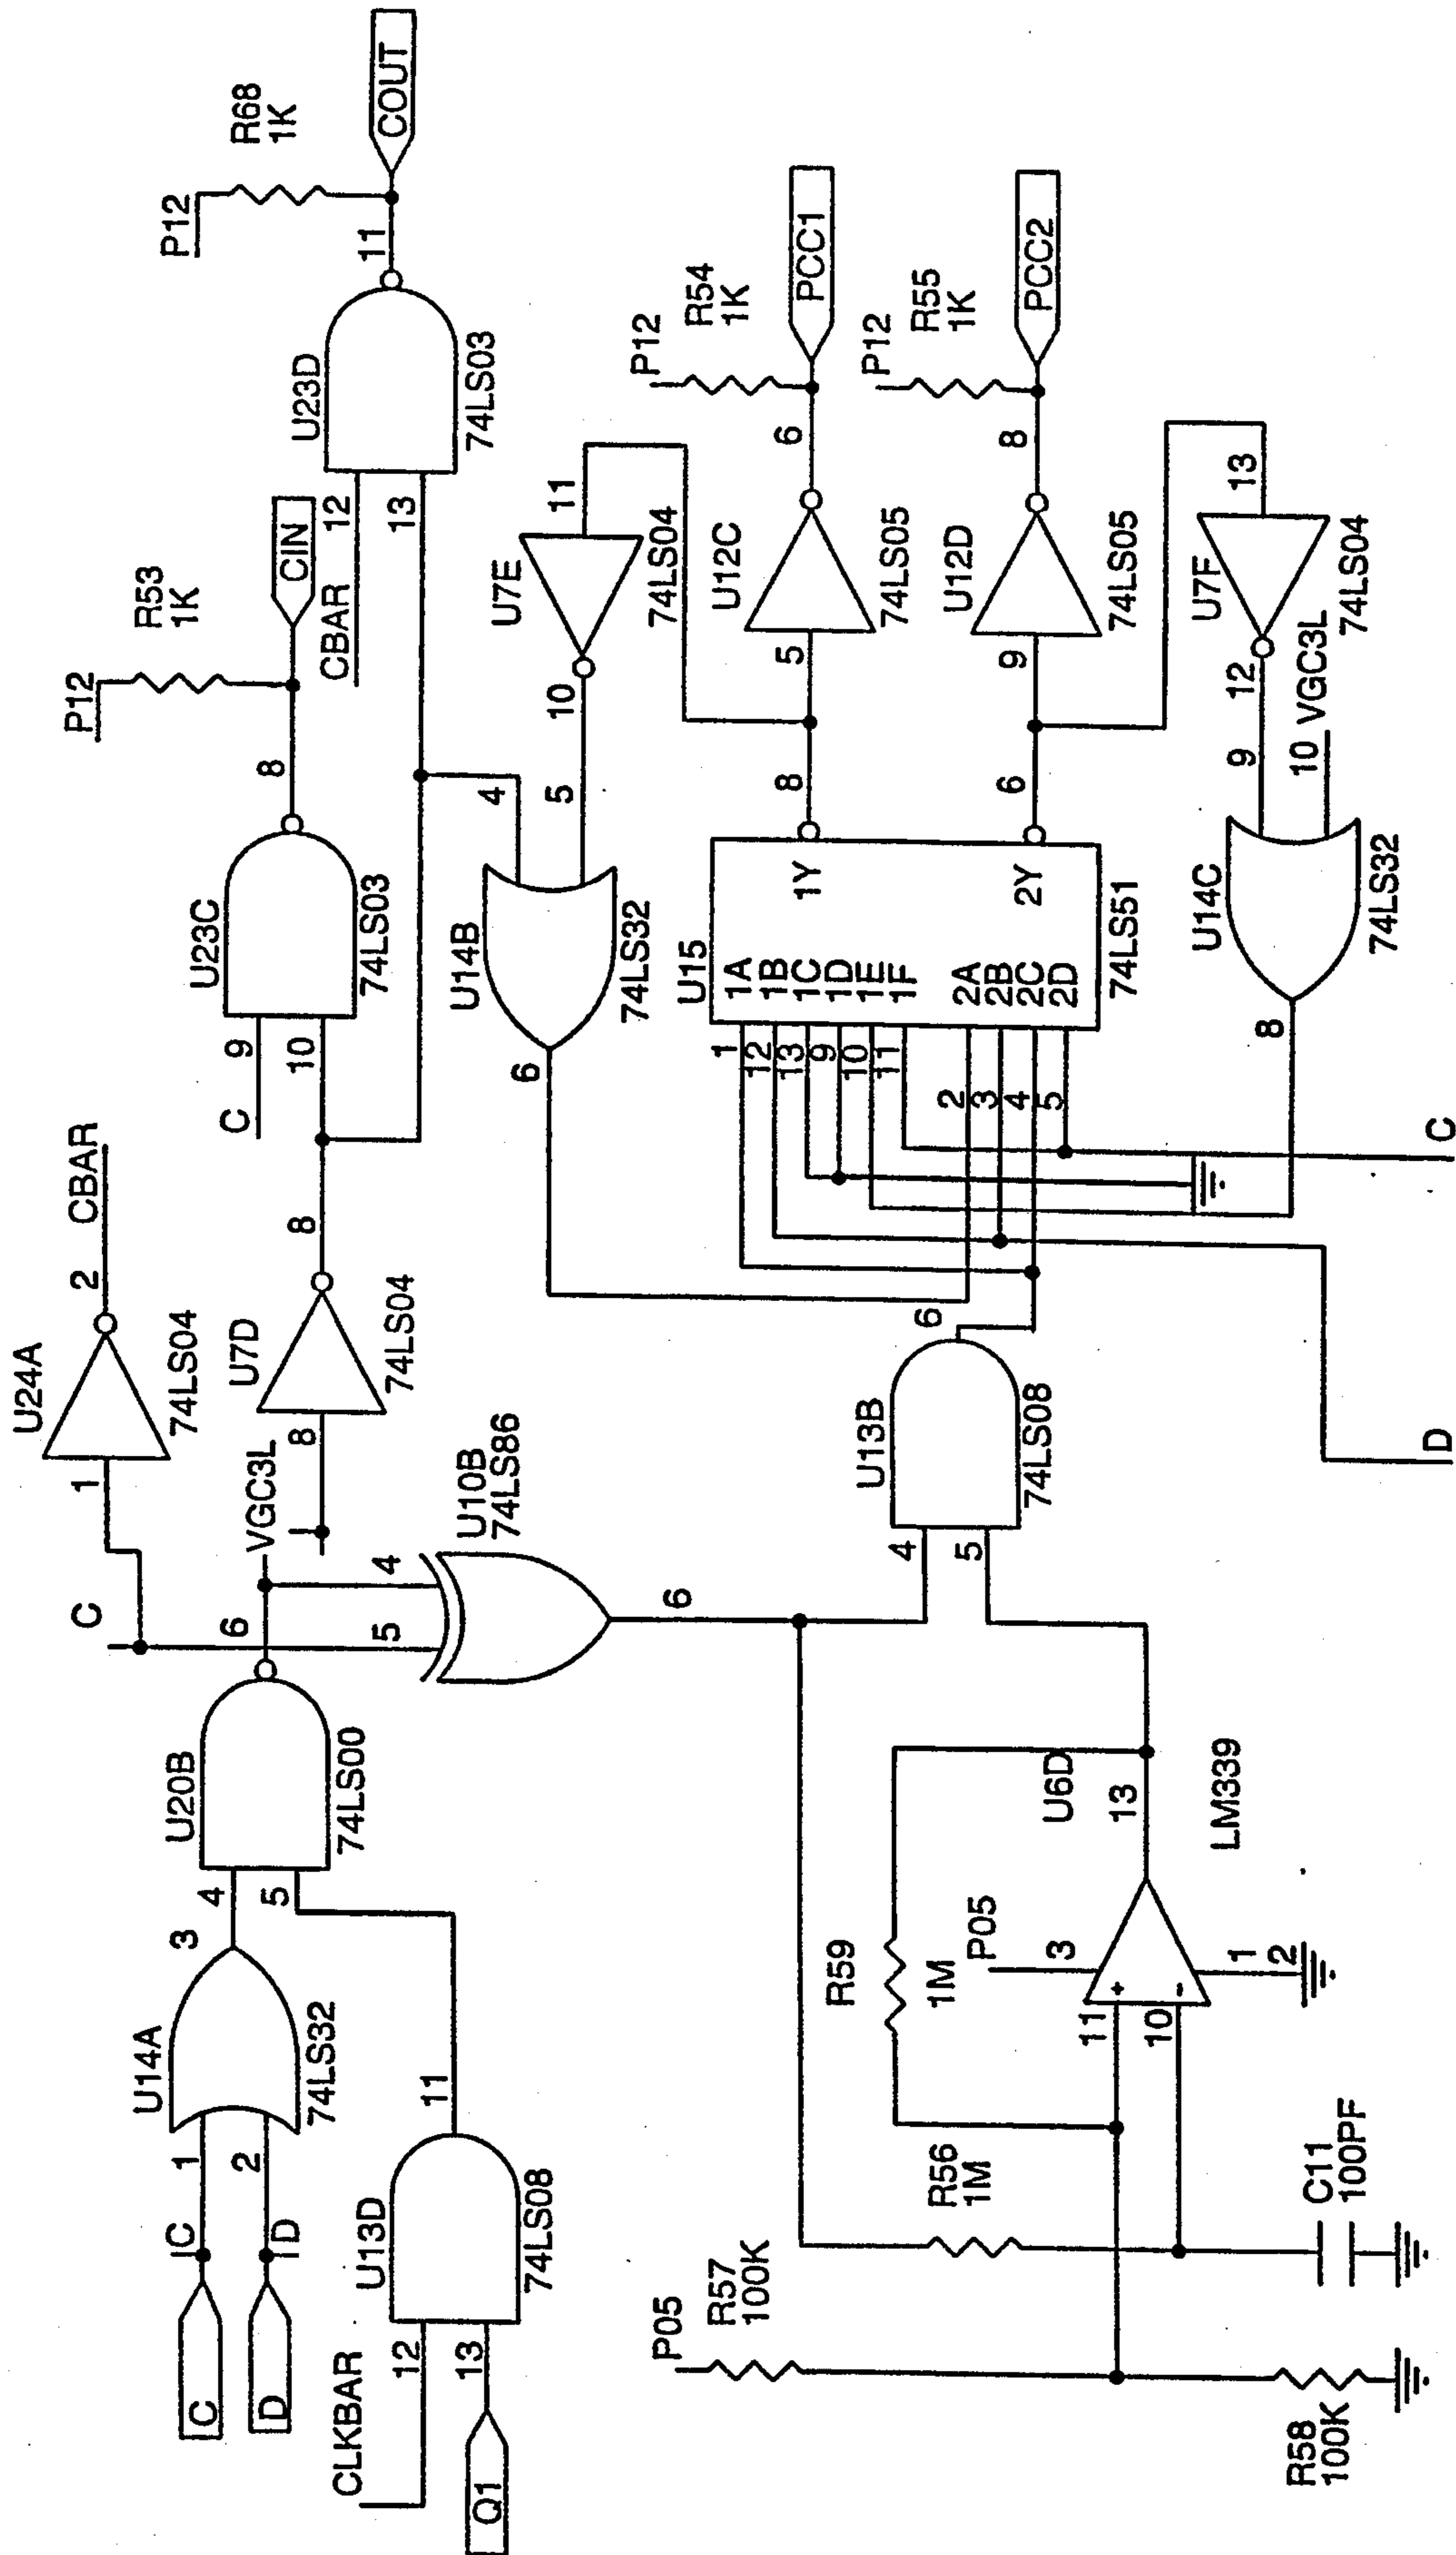 IC
ID
IC
ID
1
2
U14A
74LS32
3
CLKBAR
Q1
12
13
U13D
74LS08
11
4
5
U20B
74LS00
6
VGC3L
C
1
U24A
74LS04
2
CBAR
8
U7D
74LS04
8
C
9
10
U23C
74LS03
8
P12
R53
1K
CIN
CBAR
12
13
U23D
74LS03
11
P12
R68
1K
COUT
4
5
U10B
74LS86
6
4
5
U14B
74LS32
6
U7E
74LS04
11
10
P05
R57
100K
R58
100K
R56
1M
C11
100PF
R59
1M
P05
3
11
10
+
-
1
2
U6D
13
LM339
4
5
U13B
74LS08
6
U15
1A
1B
1C
1D
1E
1F
2A
2B
2C
2D
1Y
2Y
74LS51
1
12
13
9
10
11
2
3
4
5
8
6
5
U12C
74LS05
6
P12
R54
1K
PCC1
9
U12D
74LS05
8
P12
R55
1K
PCC2
13
U7F
74LS04
12
9
10 VGC3L
U14C
74LS32
8
ID
C